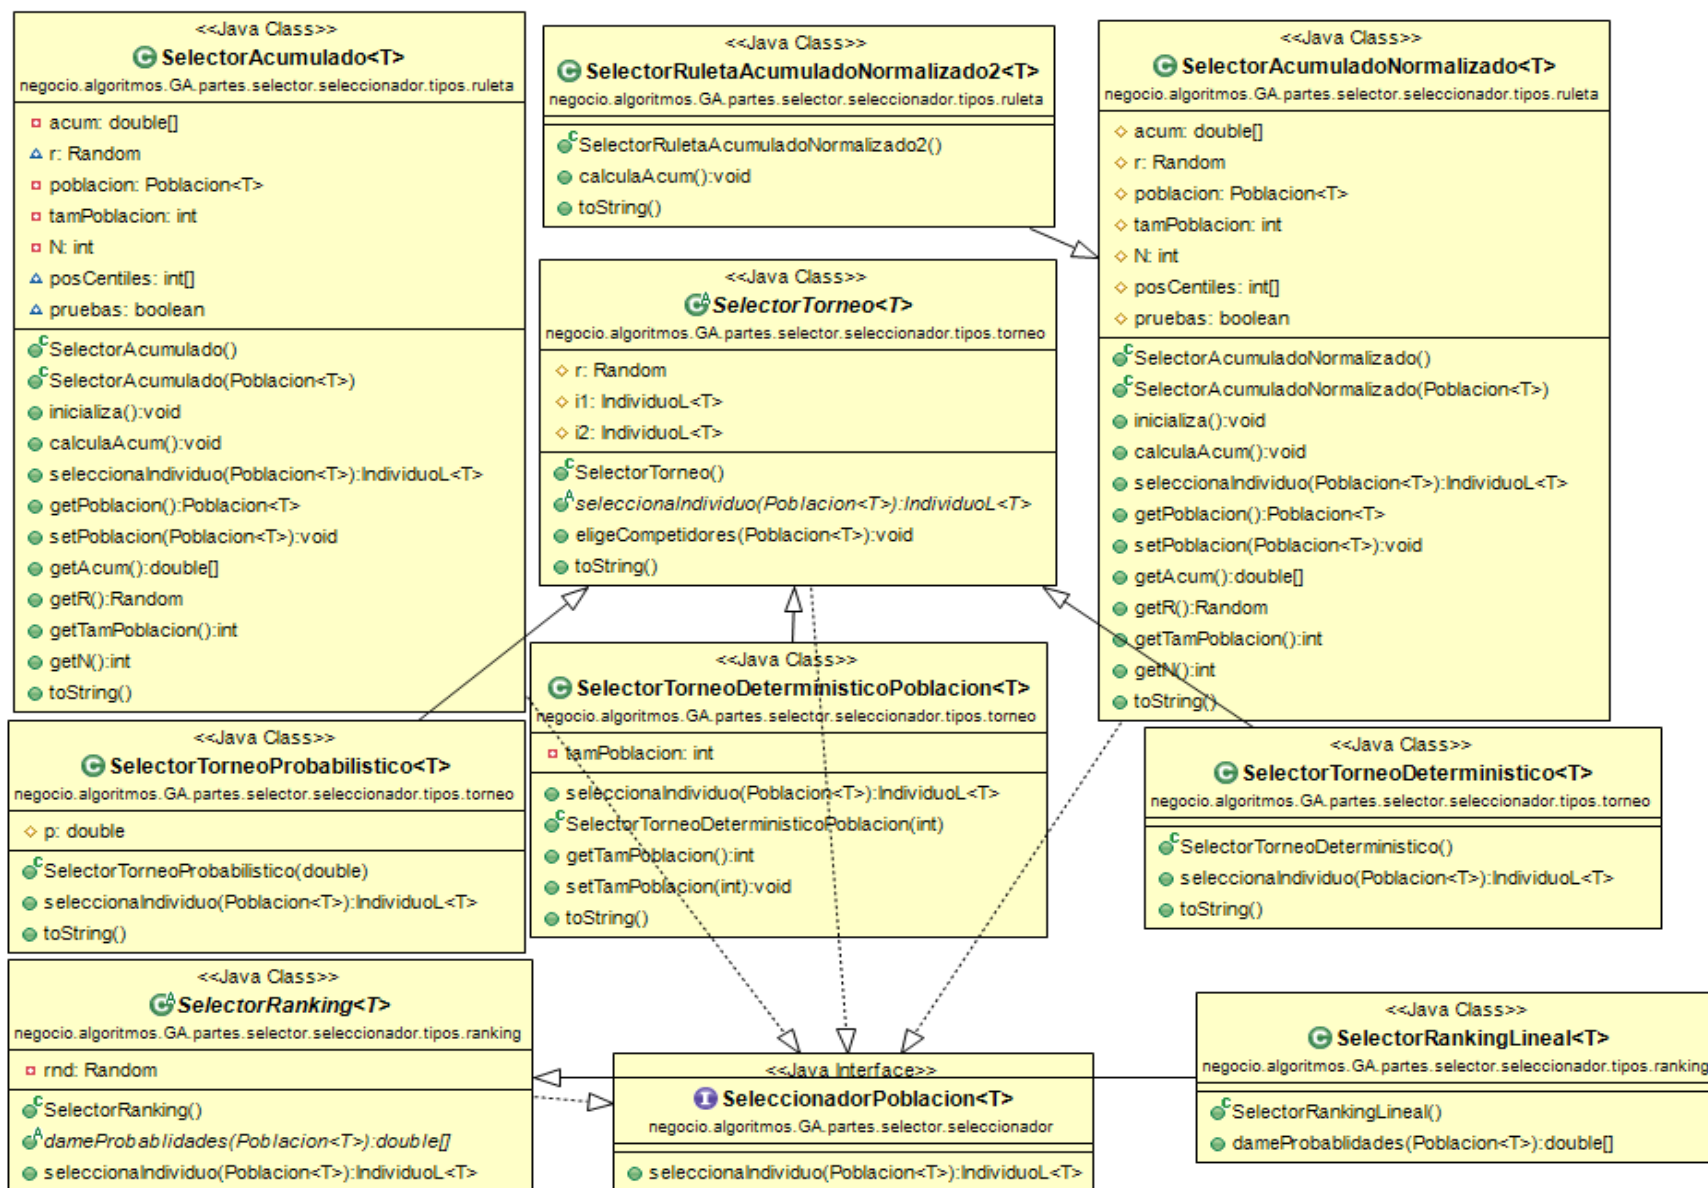 <<Java Class>>
SelectorAcumulado<T>
negocio.algoritmos.GA.partes.selector.seleccionador.tipos.ruleta
acum: double[]
r: Random
poblacion: Poblacion<T>
tamPoblacion: int
N: int
posCentiles: int[]
pruebas: boolean
SelectorAcumulado()
SelectorAcumulado(Poblacion<T>)
inicializa():void
calculaAcum():void
seleccionaIndividuo(Poblacion<T>):IndividuoL<T>
getPoblacion():Poblacion<T>
setPoblacion(Poblacion<T>):void
getAcum():double[]
getR():Random
getTamPoblacion():int
getN():int
toString()
<<Java Class>>
SelectorRuletaAcumuladoNormalizado2<T>
negocio.algoritmos.GA.partes.selector.seleccionador.tipos.ruleta
SelectorRuletaAcumuladoNormalizado2()
calculaAcum():void
toString()
<<Java Class>>
SelectorAcumuladoNormalizado<T>
negocio.algoritmos.GA.partes.selector.seleccionador.tipos.ruleta
acum: double[]
r: Random
poblacion: Poblacion<T>
tamPoblacion: int
N: int
posCentiles: int[]
pruebas: boolean
SelectorAcumuladoNormalizado()
SelectorAcumuladoNormalizado(Poblacion<T>)
inicializa():void
calculaAcum():void
seleccionaIndividuo(Poblacion<T>):IndividuoL<T>
getPoblacion():Poblacion<T>
setPoblacion(Poblacion<T>):void
getAcum():double[]
getR():Random
getTamPoblacion():int
getN():int
toString()
<<Java Class>>
SelectorTorneo<T>
negocio.algoritmos.GA.partes.selector.seleccionador.tipos.torneo
r: Random
i1: IndividuoL<T>
i2: IndividuoL<T>
SelectorTorneo()
seleccionaIndividuo(Poblacion<T>):IndividuoL<T>
eligeCompetidores(Poblacion<T>):void
toString()
<<Java Class>>
SelectorTorneoProbabilistico<T>
negocio.algoritmos.GA.partes.selector.seleccionador.tipos.torneo
p: double
SelectorTorneoProbabilistico(double)
seleccionaIndividuo(Poblacion<T>):IndividuoL<T>
toString()
<<Java Class>>
SelectorTorneoDeterministicoPoblacion<T>
negocio.algoritmos.GA.partes.selector.seleccionador.tipos.torneo
tamPoblacion: int
seleccionaIndividuo(Poblacion<T>):IndividuoL<T>
SelectorTorneoDeterministicoPoblacion(int)
getTamPoblacion():int
setTamPoblacion(int):void
toString()
<<Java Class>>
SelectorTorneoDeterministico<T>
negocio.algoritmos.GA.partes.selector.seleccionador.tipos.torneo
SelectorTorneoDeterministico()
seleccionaIndividuo(Poblacion<T>):IndividuoL<T>
toString()
<<Java Class>>
SelectorRanking<T>
negocio.algoritmos.GA.partes.selector.seleccionador.tipos.ranking
rnd: Random
SelectorRanking()
dameProbablidades(Poblacion<T>):double[]
seleccionaIndividuo(Poblacion<T>):IndividuoL<T>
<<Java Interface>>
SeleccionadorPoblacion<T>
negocio.algoritmos.GA.partes.selector.seleccionador
seleccionaIndividuo(Poblacion<T>):IndividuoL<T>
<<Java Class>>
SelectorRankingLineal<T>
negocio.algoritmos.GA.partes.selector.seleccionador.tipos.ranking
SelectorRankingLineal()
dameProbablidades(Poblacion<T>):double[]